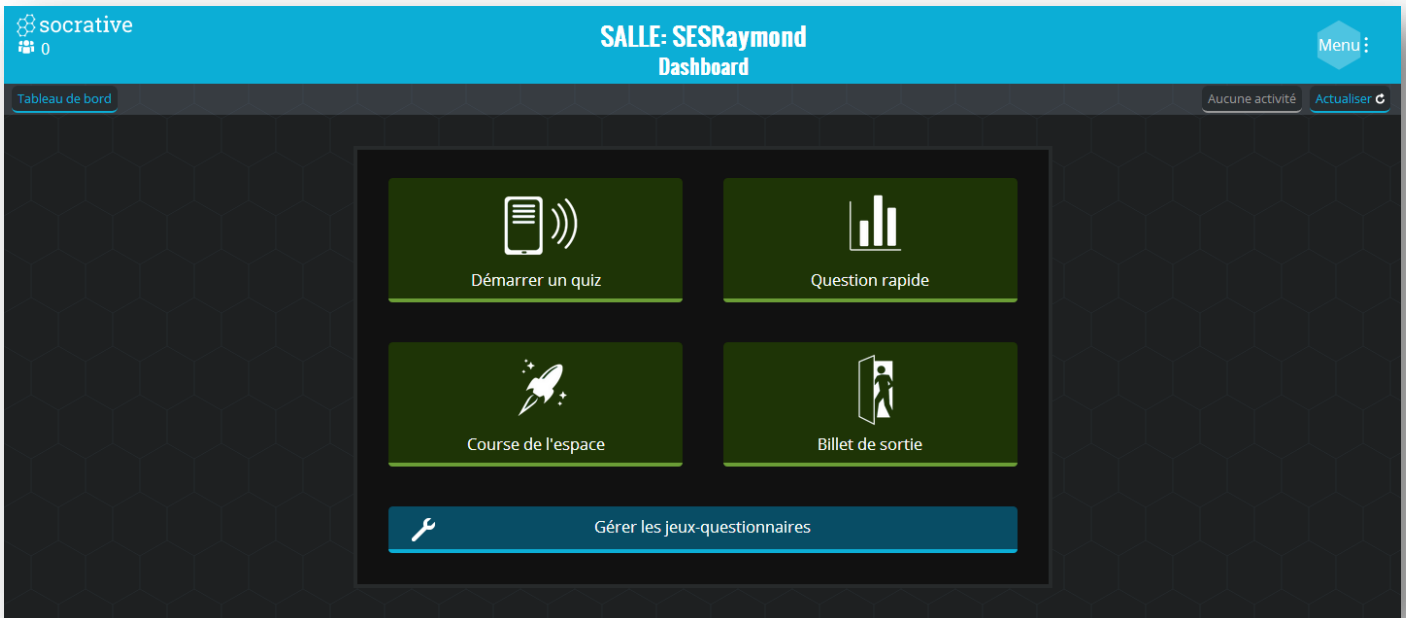 socrative
0
SALLE: SESRaymond
Dashboard
Menu
Tableau de bord
Aucune activité
Actualiser
Démarrer un quiz
Question rapide
Course de l'espace
Billet de sortie
Gérer les jeux-questionnaires